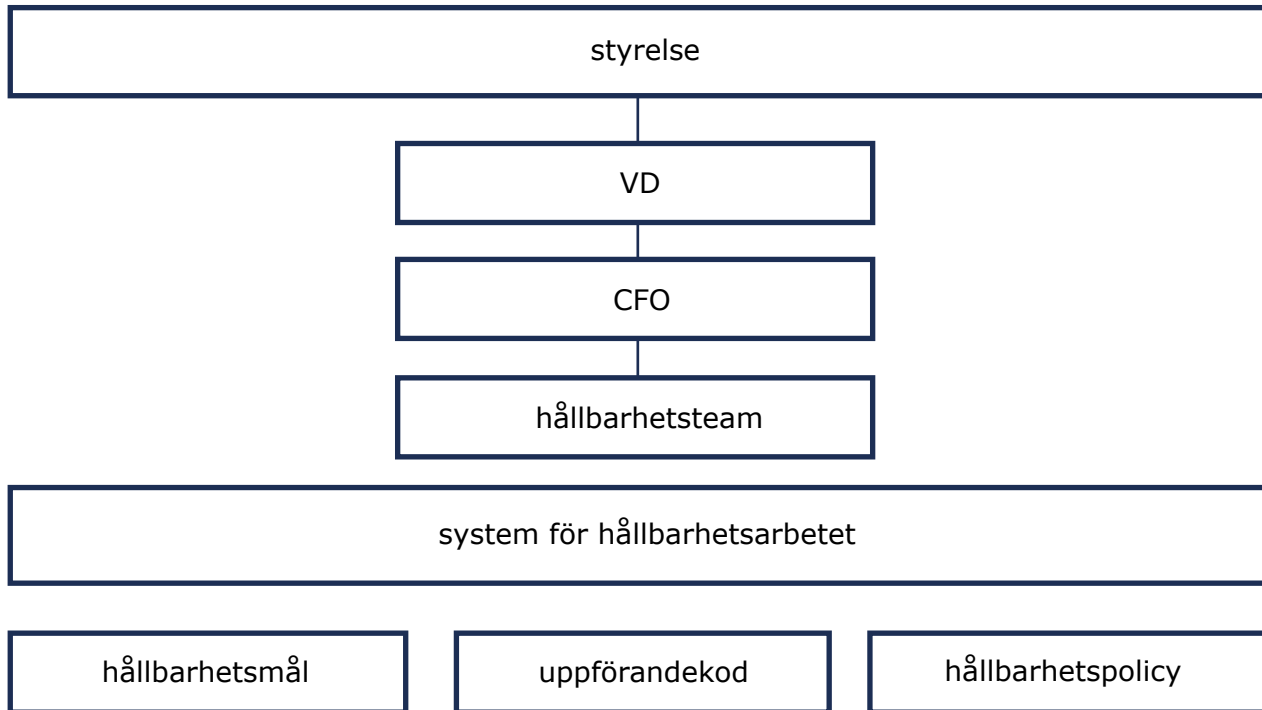 styrelse
VD
CFO
hållbarhetsteam
system för hållbarhetsarbetet
hållbarhetsmål
uppförandekod
hållbarhetspolicy